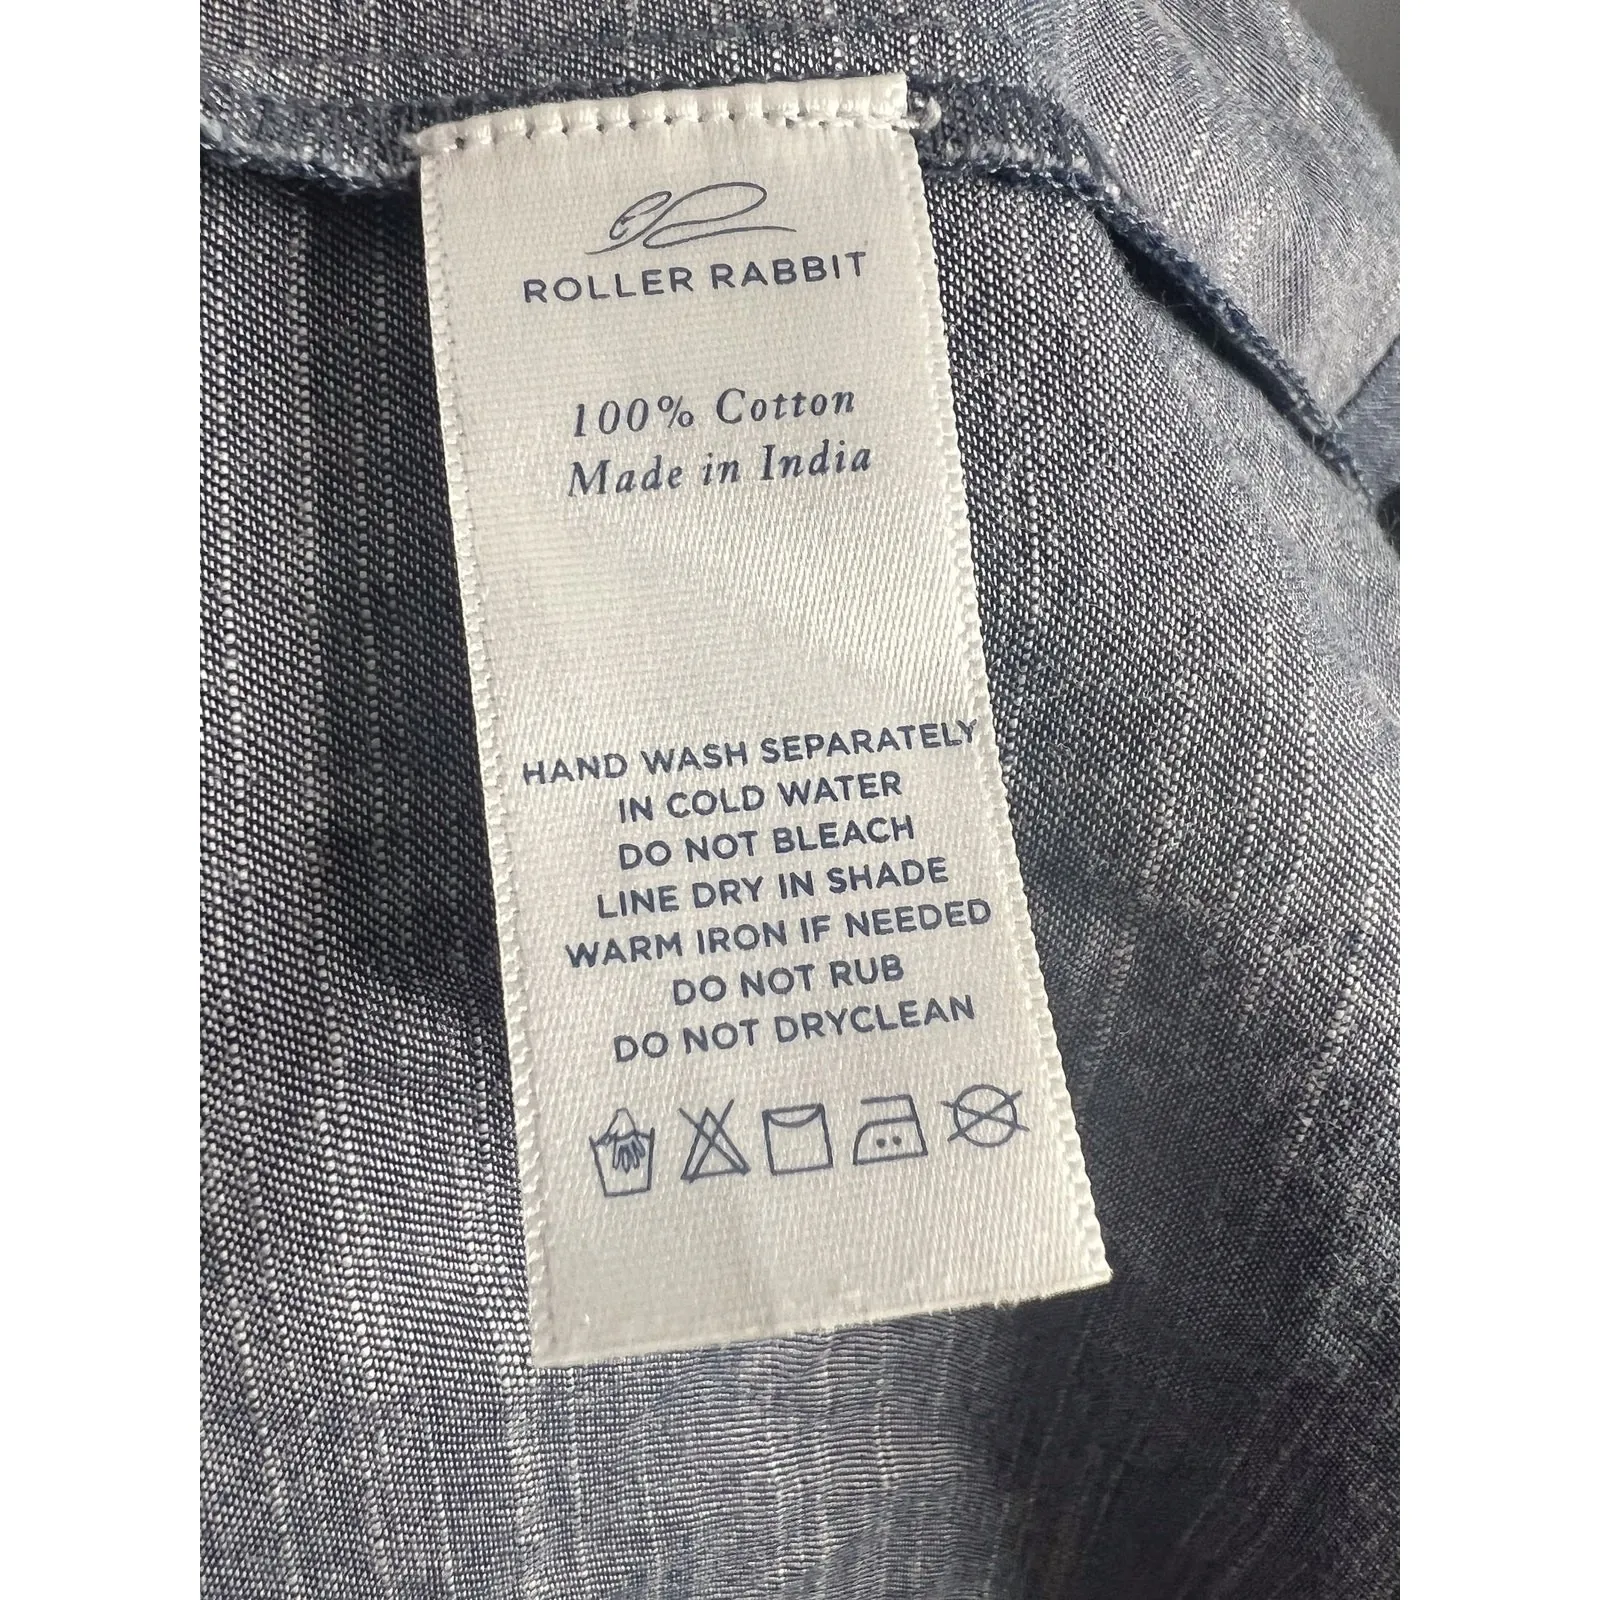 ROLLER RABBIT
100% Cotton
Made in India
HAND WASH SEPARATELY
IN COLD WATER
DO NOT BLEACH
LINE DRY IN SHADE
WARM IRON IF NEEDED
DO NOT RUB
DO NOT DRYCLEAN